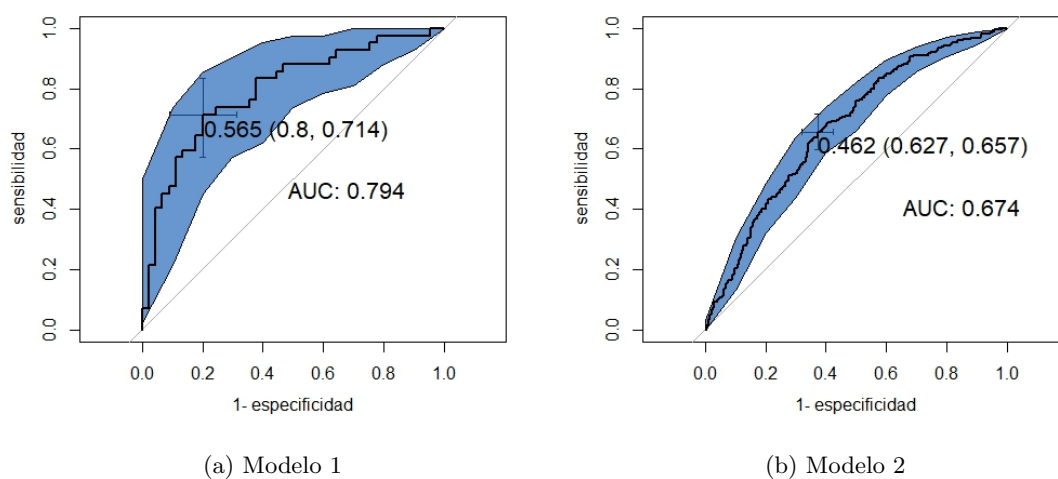 1.0
0.8
0.6
0.4
0.2
0.0
sensibilidad
0.565 (0.8, 0.714)
AUC: 0.794
0.0 0.2 0.4 0.6 0.8 1.0
1- especificidad
(a) Modelo 1
1.0
0.8
0.6
0.4
0.2
0.0
sensibilidad
0.462 (0.627, 0.657)
AUC: 0.674
0.0 0.2 0.4 0.6 0.8 1.0
1- especificidad
(b) Modelo 2